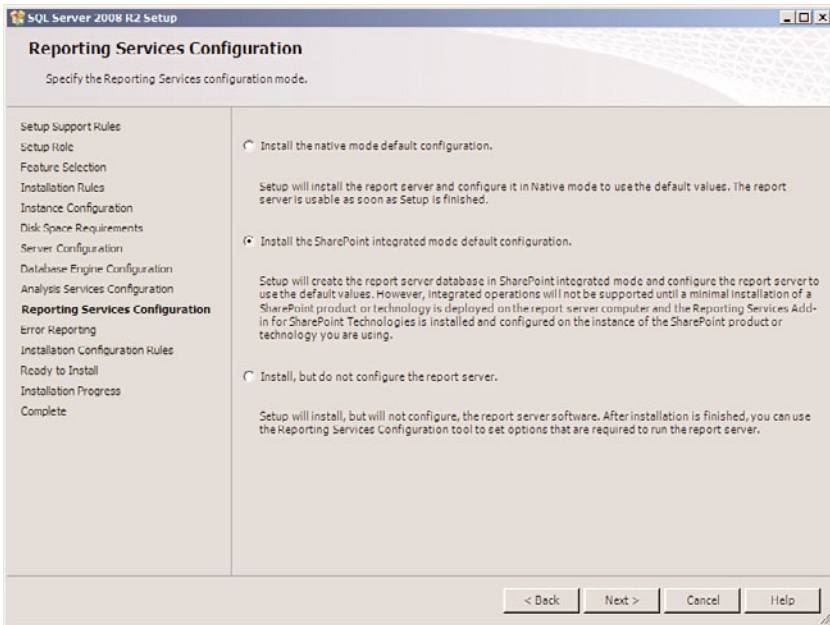 SQL Server 2008 R2 Setup
Reporting Services Configuration
Specify the Reporting Services configuration mode.
Setup Support Rules
Setup Role
Feature Selection
Installation Rules
Instance Configuration
Disk Space Requirements
Server Configuration
Database Engine Configuration
Analysis Services Configuration
Reporting Services Configuration
Error Reporting
Installation Configuration Rules
Ready to Install
Installation Progress
Complete
Install the native mode default configuration.
Setup will install the report server and configure it in Native mode to use the default values. The report
server is usable as soon as Setup is finished.
Install the SharePoint integrated mode default configuration.
Setup will create the report server database in SharePoint integrated mode and configure the report server to
use the default values. However, integrated operations will not be supported until a minimal installation of a
SharePoint product or technology is deployed on the report server computer and the Reporting Services Add-
in for SharePoint Technologies is installed and configured on the instance of the SharePoint product or
technology you are using.
Install, but do not configure the report server.
Setup will install, but will not configure, the report server software. After installation is finished, you can use
the Reporting Services Configuration tool to set options that are required to run the report server.
< Back Next > Cancel Help